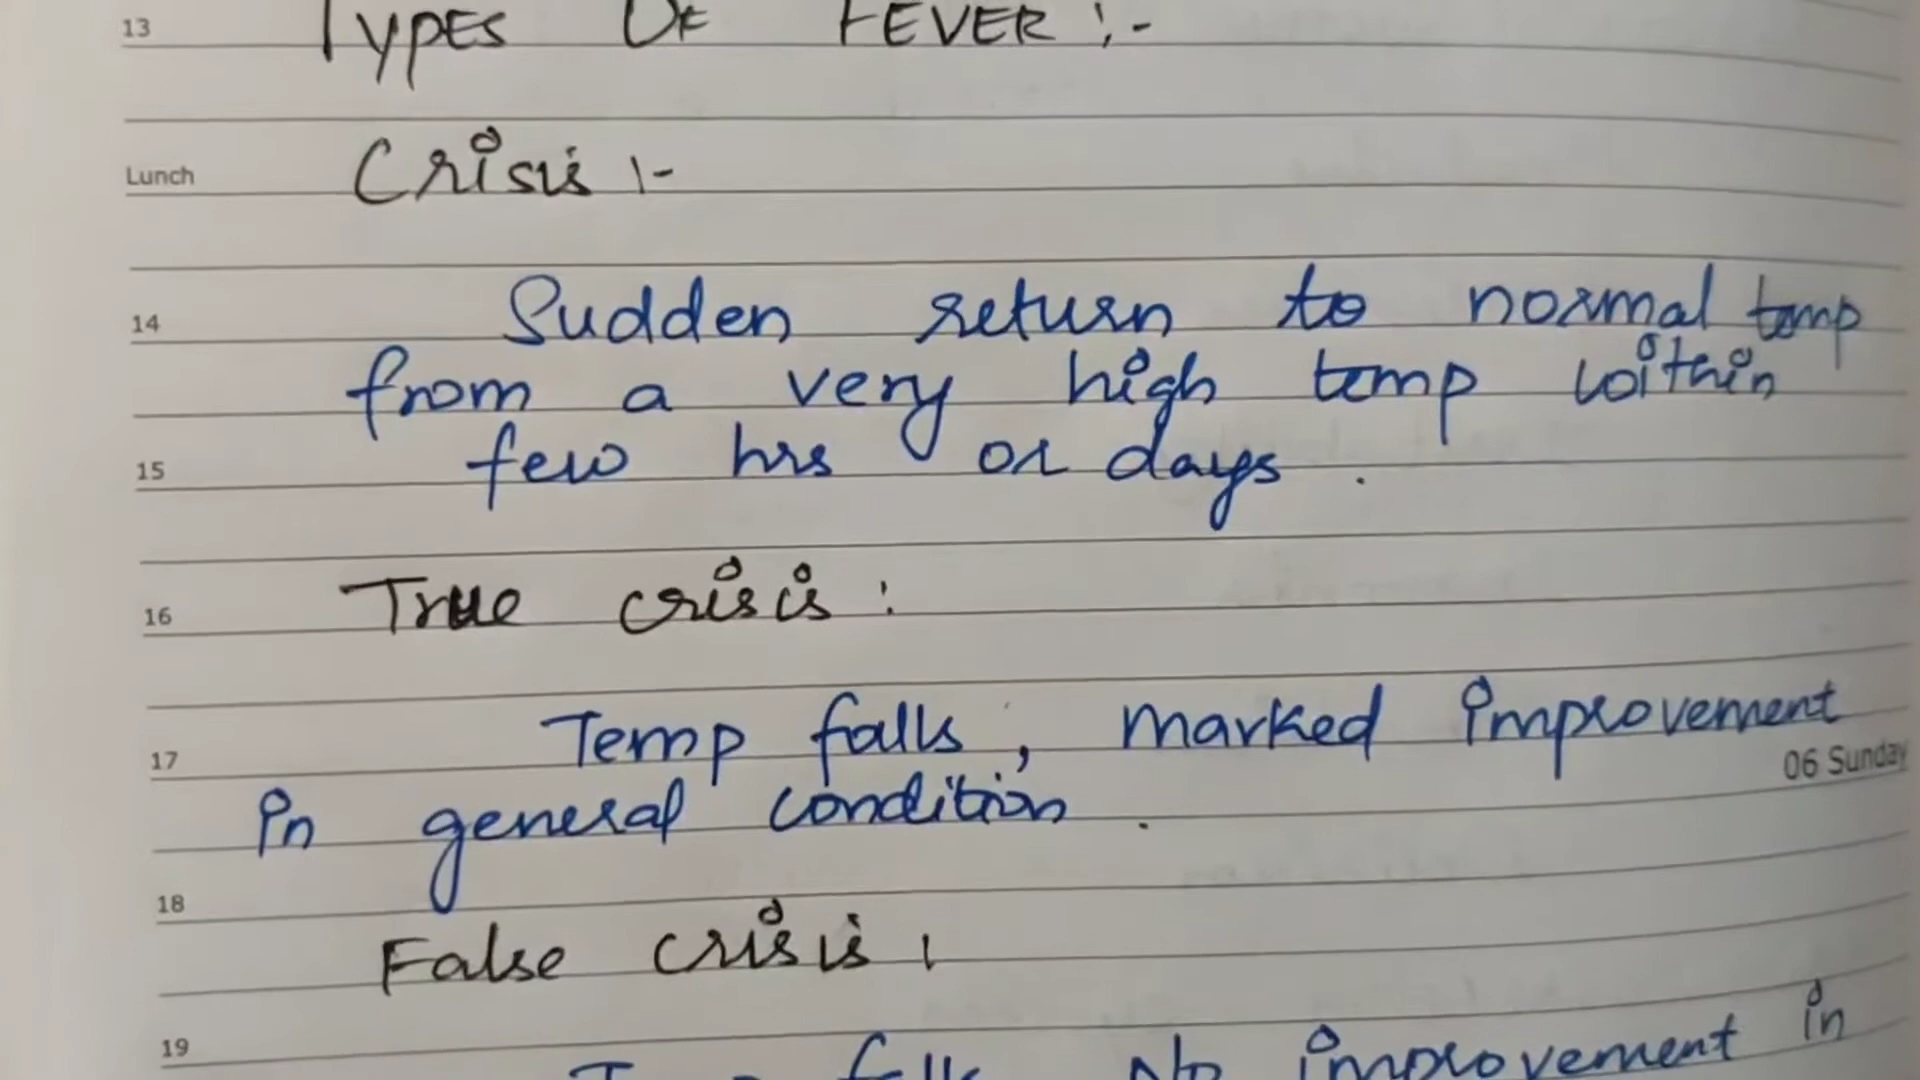 13 TYPES OF FEVER :-
Lunch Crisis :-
14 Sudden return to normal temp
from a very high temp within
15 few hrs or days .
16 True crisis :
17 Temp falls , marked improvement
06 Sunday
in general condition .
18
False crisis :
19
falls No improvement in